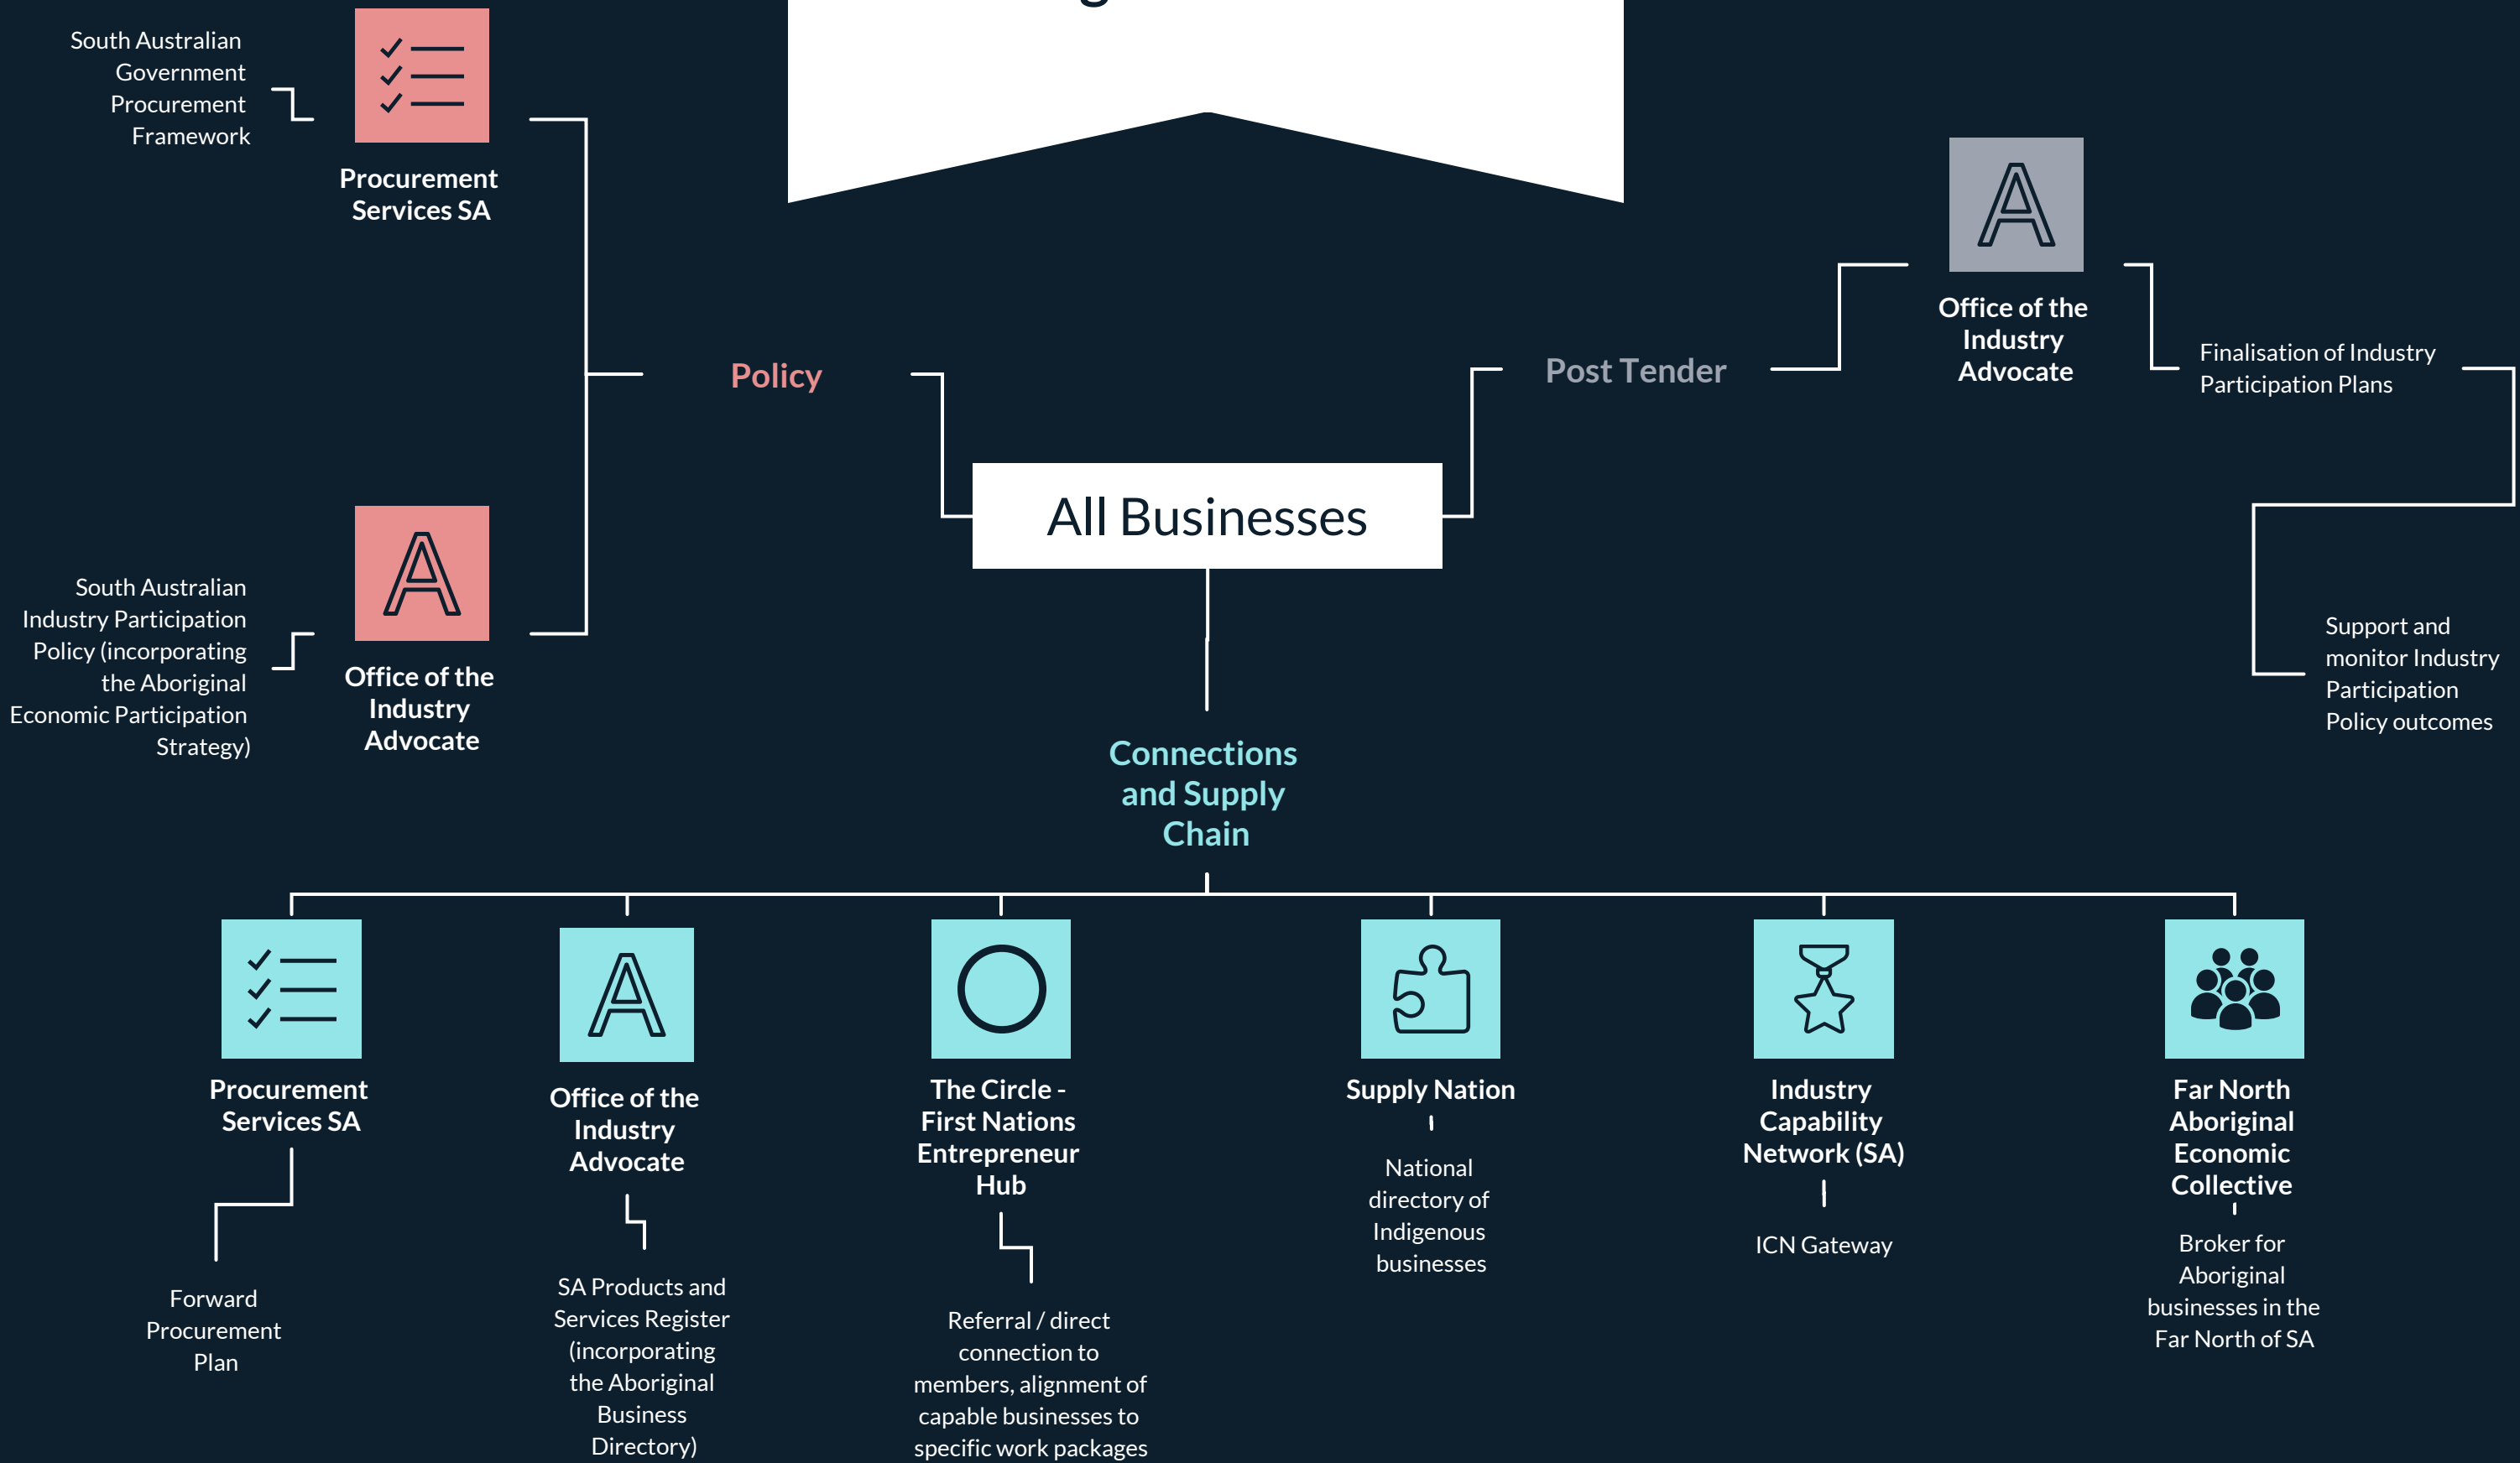 South Australian
Government
Procurement
Framework
Procurement
Services SA
Policy
South Australian
Industry Participation
Policy (incorporating
the Aboriginal
Economic Participation
Strategy)
Office of the
Industry
Advocate
All Businesses
Post Tender
Office of the
Industry
Advocate
Finalisation of Industry
Participation Plans
Support and
monitor Industry
Participation
Policy outcomes
Connections
and Supply
Chain
Procurement
Services SA
Forward
Procurement
Plan
Office of the
Industry
Advocate
SA Products and
Services Register
(incorporating
the Aboriginal
Business
Directory)
The Circle -
First Nations
Entrepreneur
Hub
Referral / direct
connection to
members, alignment of
capable businesses to
specific work packages
Supply Nation
National
directory of
Indigenous
businesses
Industry
Capability
Network (SA)
ICN Gateway
Far North
Aboriginal
Economic
Collective
Broker for
Aboriginal
businesses in the
Far North of SA